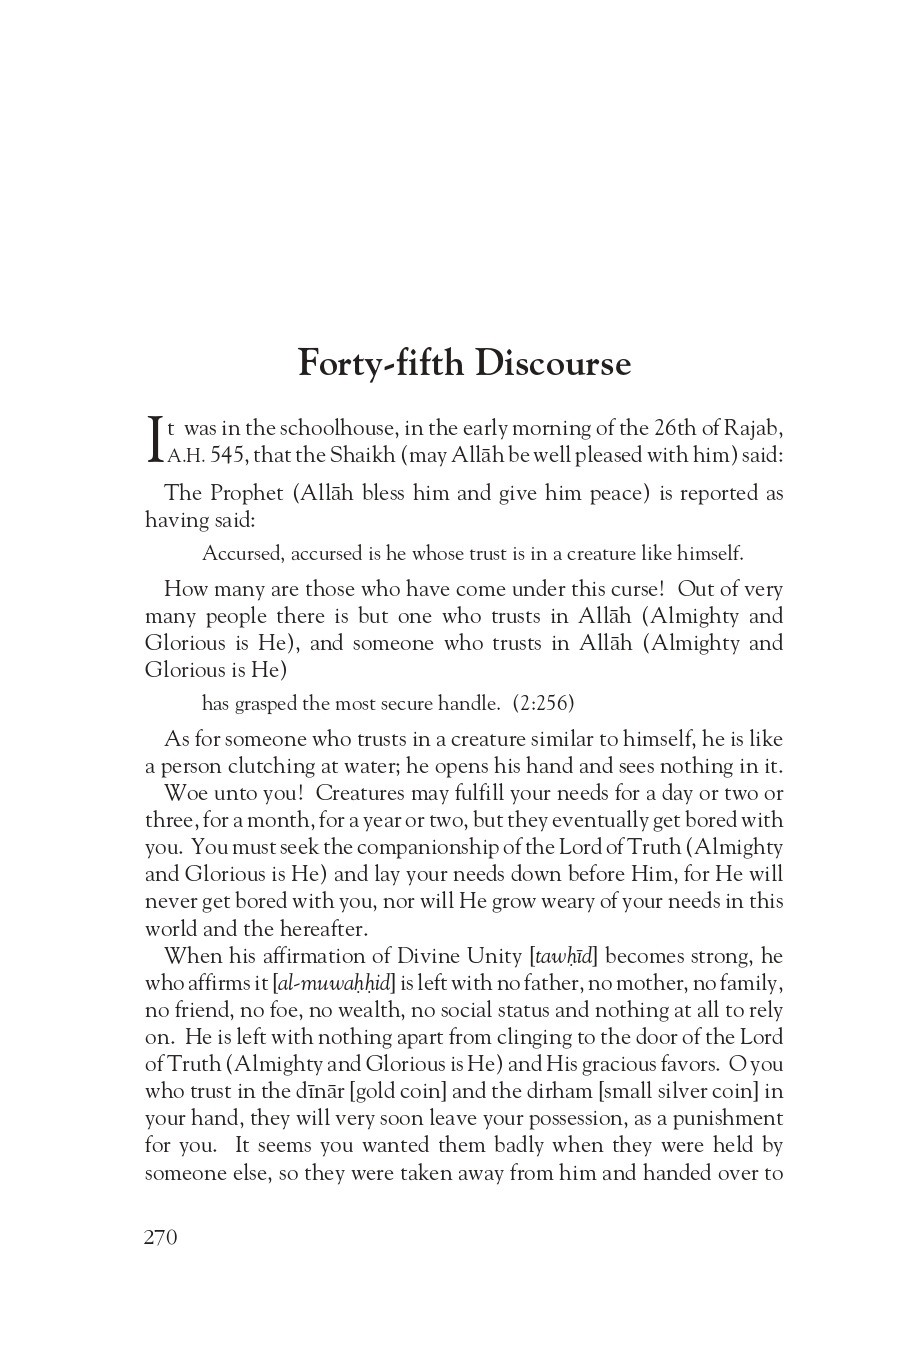 Forty-fifth Discourse
It was in the schoolhouse, in the early morning of the 26th of Rajab,
A.H. 545, that the Shaikh (may Allāh be well pleased with him) said:
The Prophet (Allāh bless him and give him peace) is reported as
having said:
Accursed, accursed is he whose trust is in a creature like himself.
How many are those who have come under this curse! Out of very
many people there is but one who trusts in Allāh (Almighty and
Glorious is He), and someone who trusts in Allāh (Almighty and
Glorious is He)
has grasped the most secure handle. (2:256)
As for someone who trusts in a creature similar to himself, he is like
a person clutching at water; he opens his hand and sees nothing in it.
Woe unto you! Creatures may fulfill your needs for a day or two or
three, for a month, for a year or two, but they eventually get bored with
you. You must seek the companionship of the Lord of Truth (Almighty
and Glorious is He) and lay your needs down before Him, for He will
never get bored with you, nor will He grow weary of your needs in this
world and the hereafter.
When his affirmation of Divine Unity [tawḥīd] becomes strong, he
who affirms it [al-muwaḥḥid] is left with no father, no mother, no family,
no friend, no foe, no wealth, no social status and nothing at all to rely
on. He is left with nothing apart from clinging to the door of the Lord
of Truth (Almighty and Glorious is He) and His gracious favors. O you
who trust in the dīnār [gold coin] and the dirham [small silver coin] in
your hand, they will very soon leave your possession, as a punishment
for you. It seems you wanted them badly when they were held by
someone else, so they were taken away from him and handed over to
270